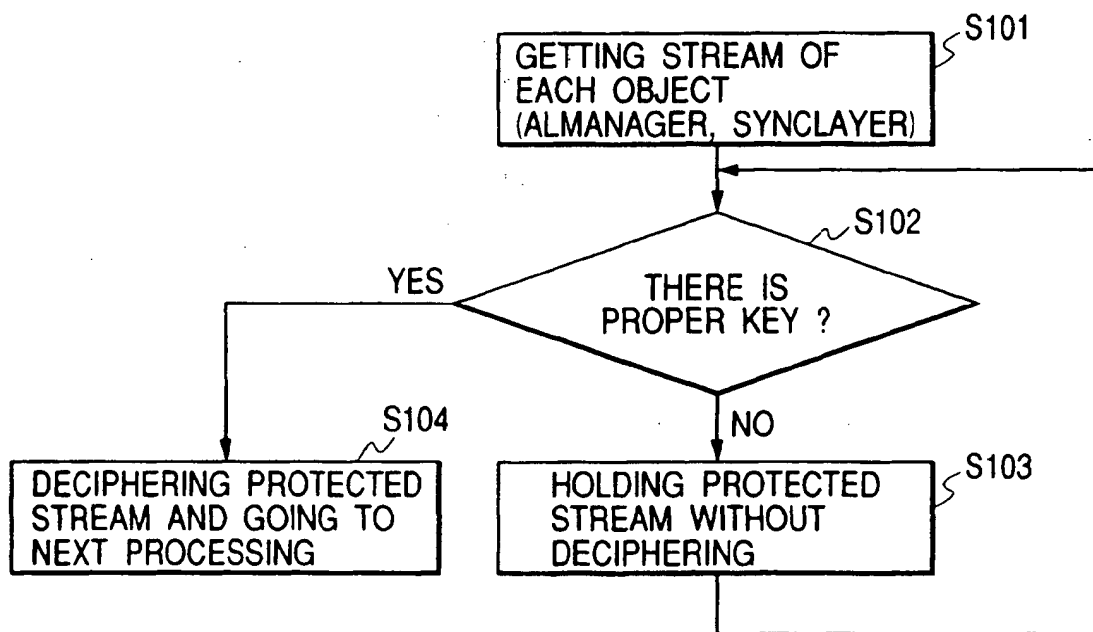 S101
GETTING STREAM OF
EACH OBJECT
(ALMANAGER, SYNCLAYER)
S102
YES
THERE IS
PROPER KEY ?
NO
S104
DECIPHERING PROTECTED
STREAM AND GOING TO
NEXT PROCESSING
S103
HOLDING PROTECTED
STREAM WITHOUT
DECIPHERING